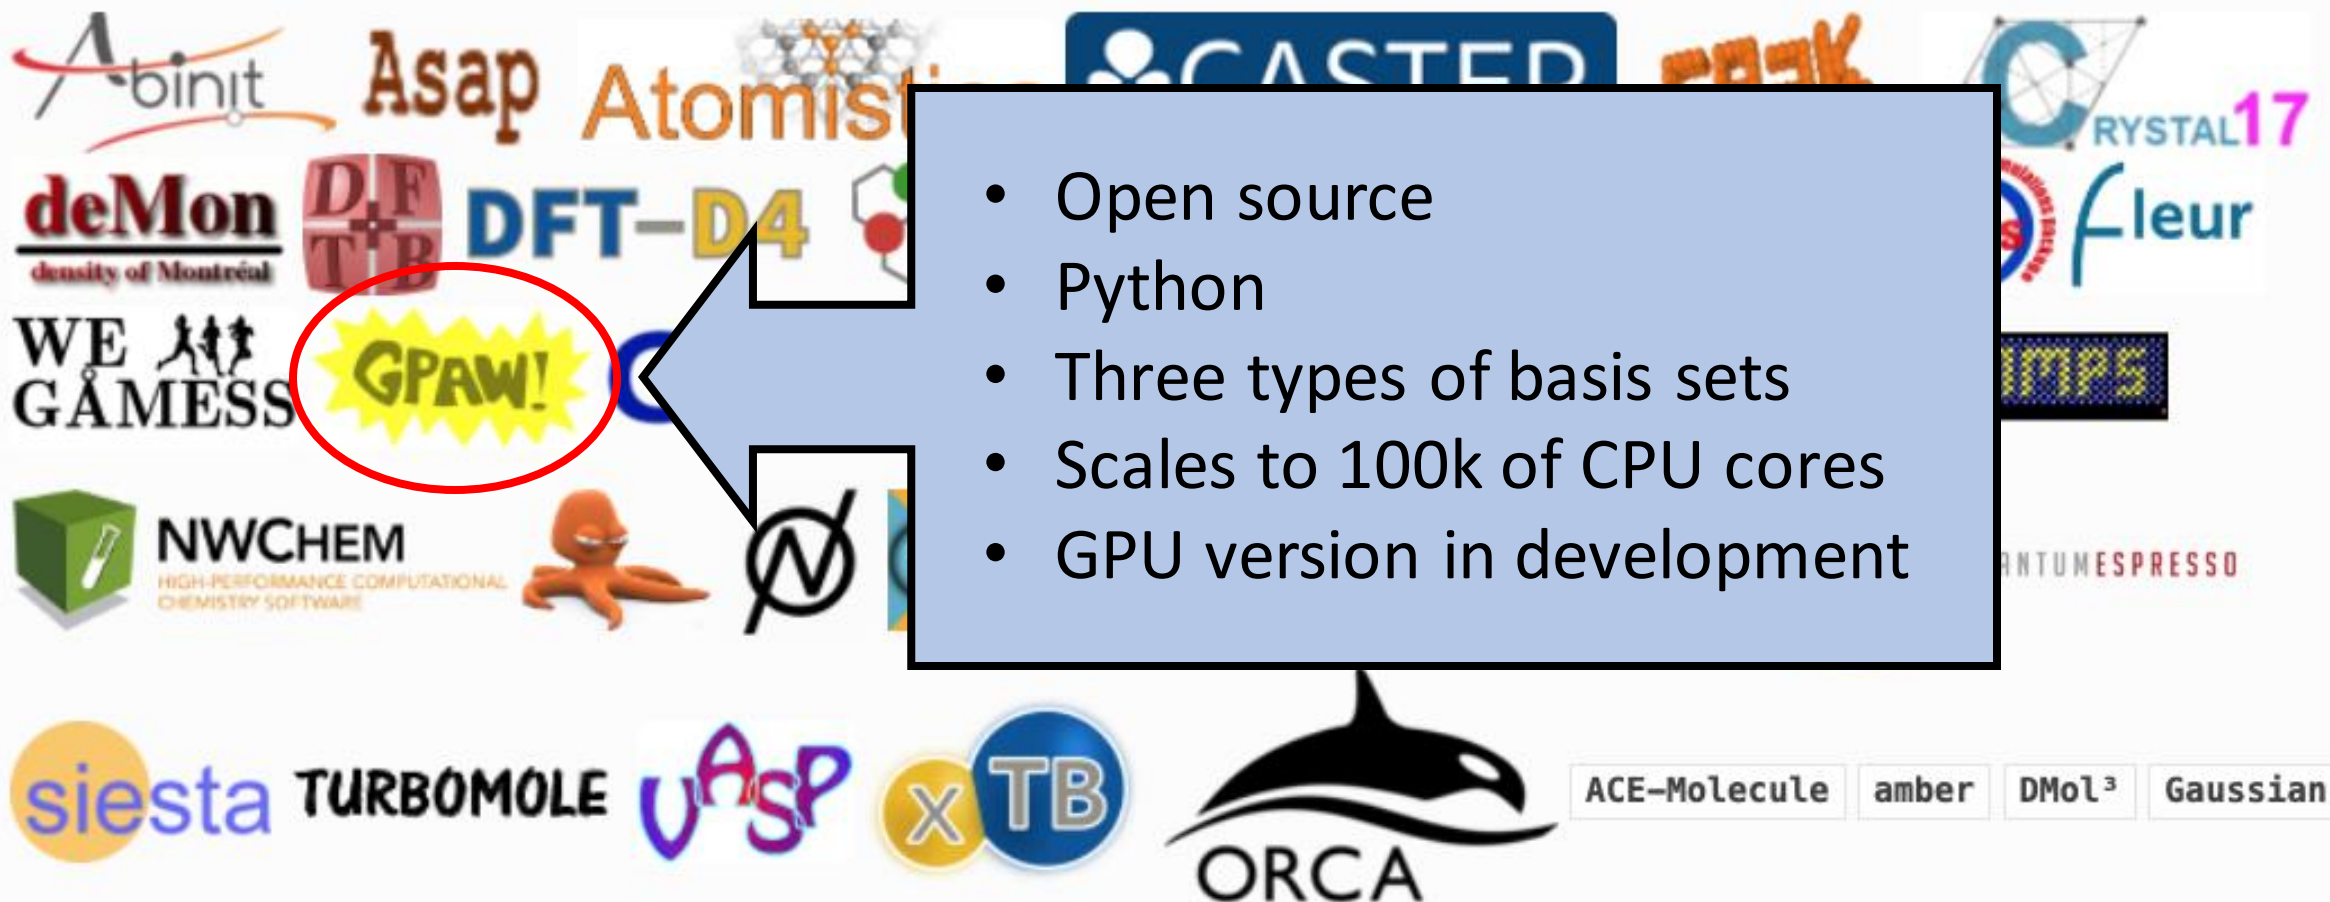 Abinit Asap CASTEP
CRYSTAL17
deMon
density of Montréal
DFTB
DFT-D4
Fleur
WE
GAMESS
GPAW!
NWCHEM
HIGH-PERFORMANCE COMPUTATIONAL
CHEMISTRY SOFTWARE
• Open source
• Python
• Three types of basis sets
• Scales to 100k of CPU cores
• GPU version in development
ESPRESSO
siesta TURBOMOLE VASP xTB ORCA
ACE-Molecule amber DMol³ Gaussian